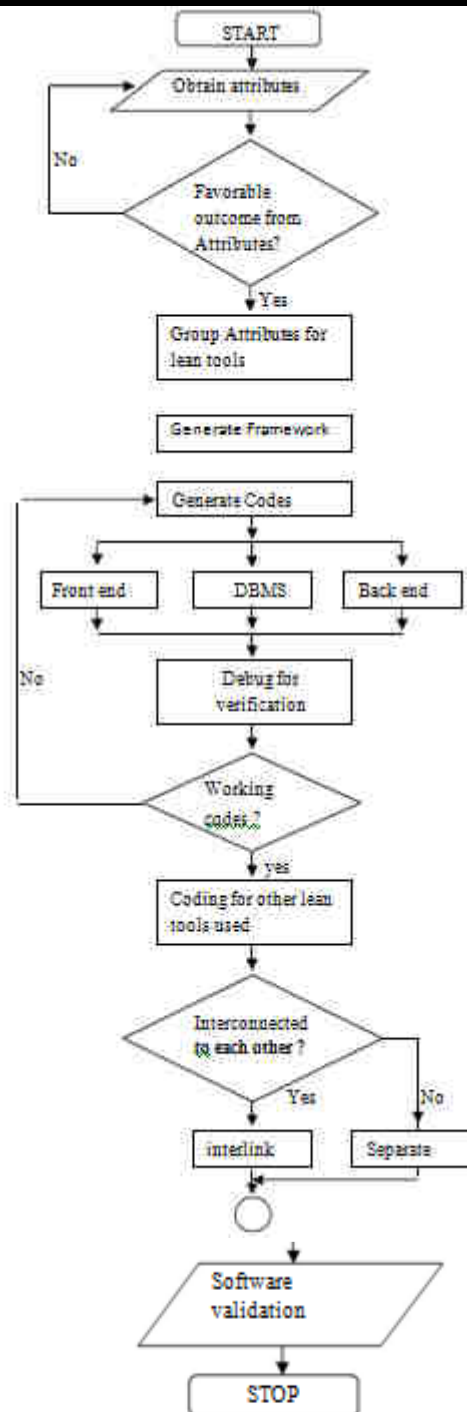 START
Obtain attributes
No
Favorable
outcome from
Attributes?
Yes
Group Attributes for
lean tools
Generate Framework
Generate Codes
Front end
DBMS
Back end
No
Debug for
verification
Working
codes ?
yes
Coding for other lean
tools used
Interconnected
to each other ?
Yes
No
interlink
Separate
Software
validation
STOP